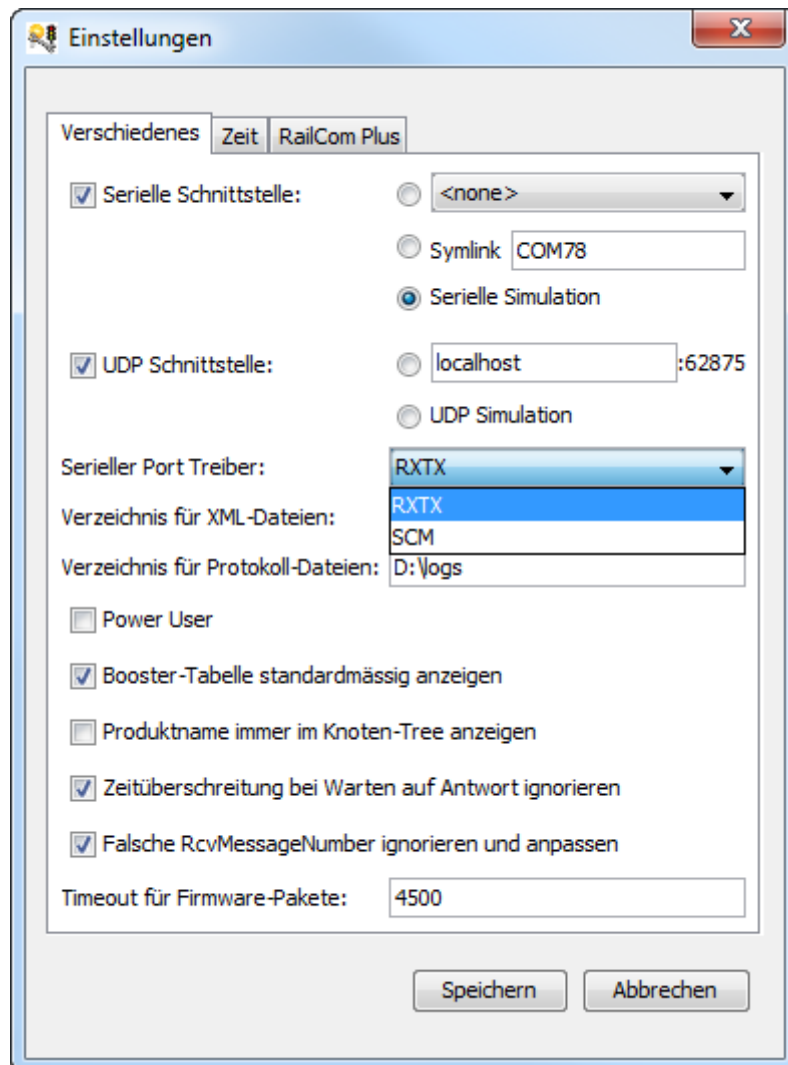 Einstellungen
Verschiedenes Zeit RailCom Plus
Serielle Schnittstelle: <none>
Symlink COM78
Serielle Simulation
UDP Schnittstelle: localhost :62875
UDP Simulation
Serieller Port Treiber: RXTX
RXTX
Verzeichnis für XML-Dateien:
SCM
Verzeichnis für Protokoll-Dateien: D:\logs
Power User
Booster-Tabelle standardmässig anzeigen
Produktname immer im Knoten-Tree anzeigen
Zeitüberschreitung bei Warten auf Antwort ignorieren
Falsche RcvMessageNumber ignorieren und anpassen
Timeout für Firmware-Pakete: 4500
Speichern Abbrechen